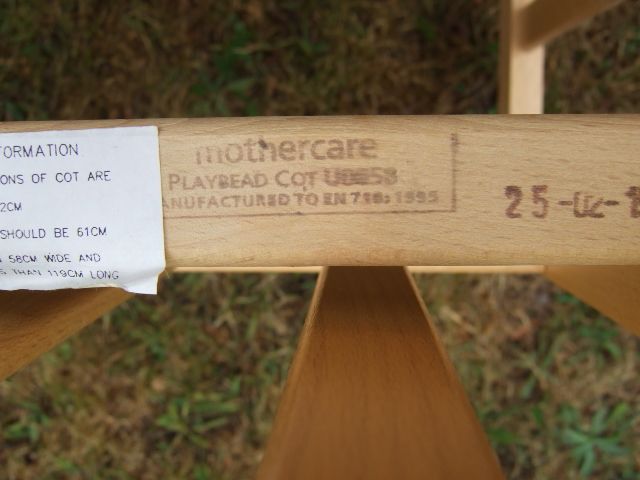 FORMATION
ONS OF COT ARE
2CM
SHOULD BE 61CM
58CM WIDE AND
THAN 119CM LONG
mothercare
PLAYBEAD COT
ANUFACTURED TO EN 716: 1995
25-